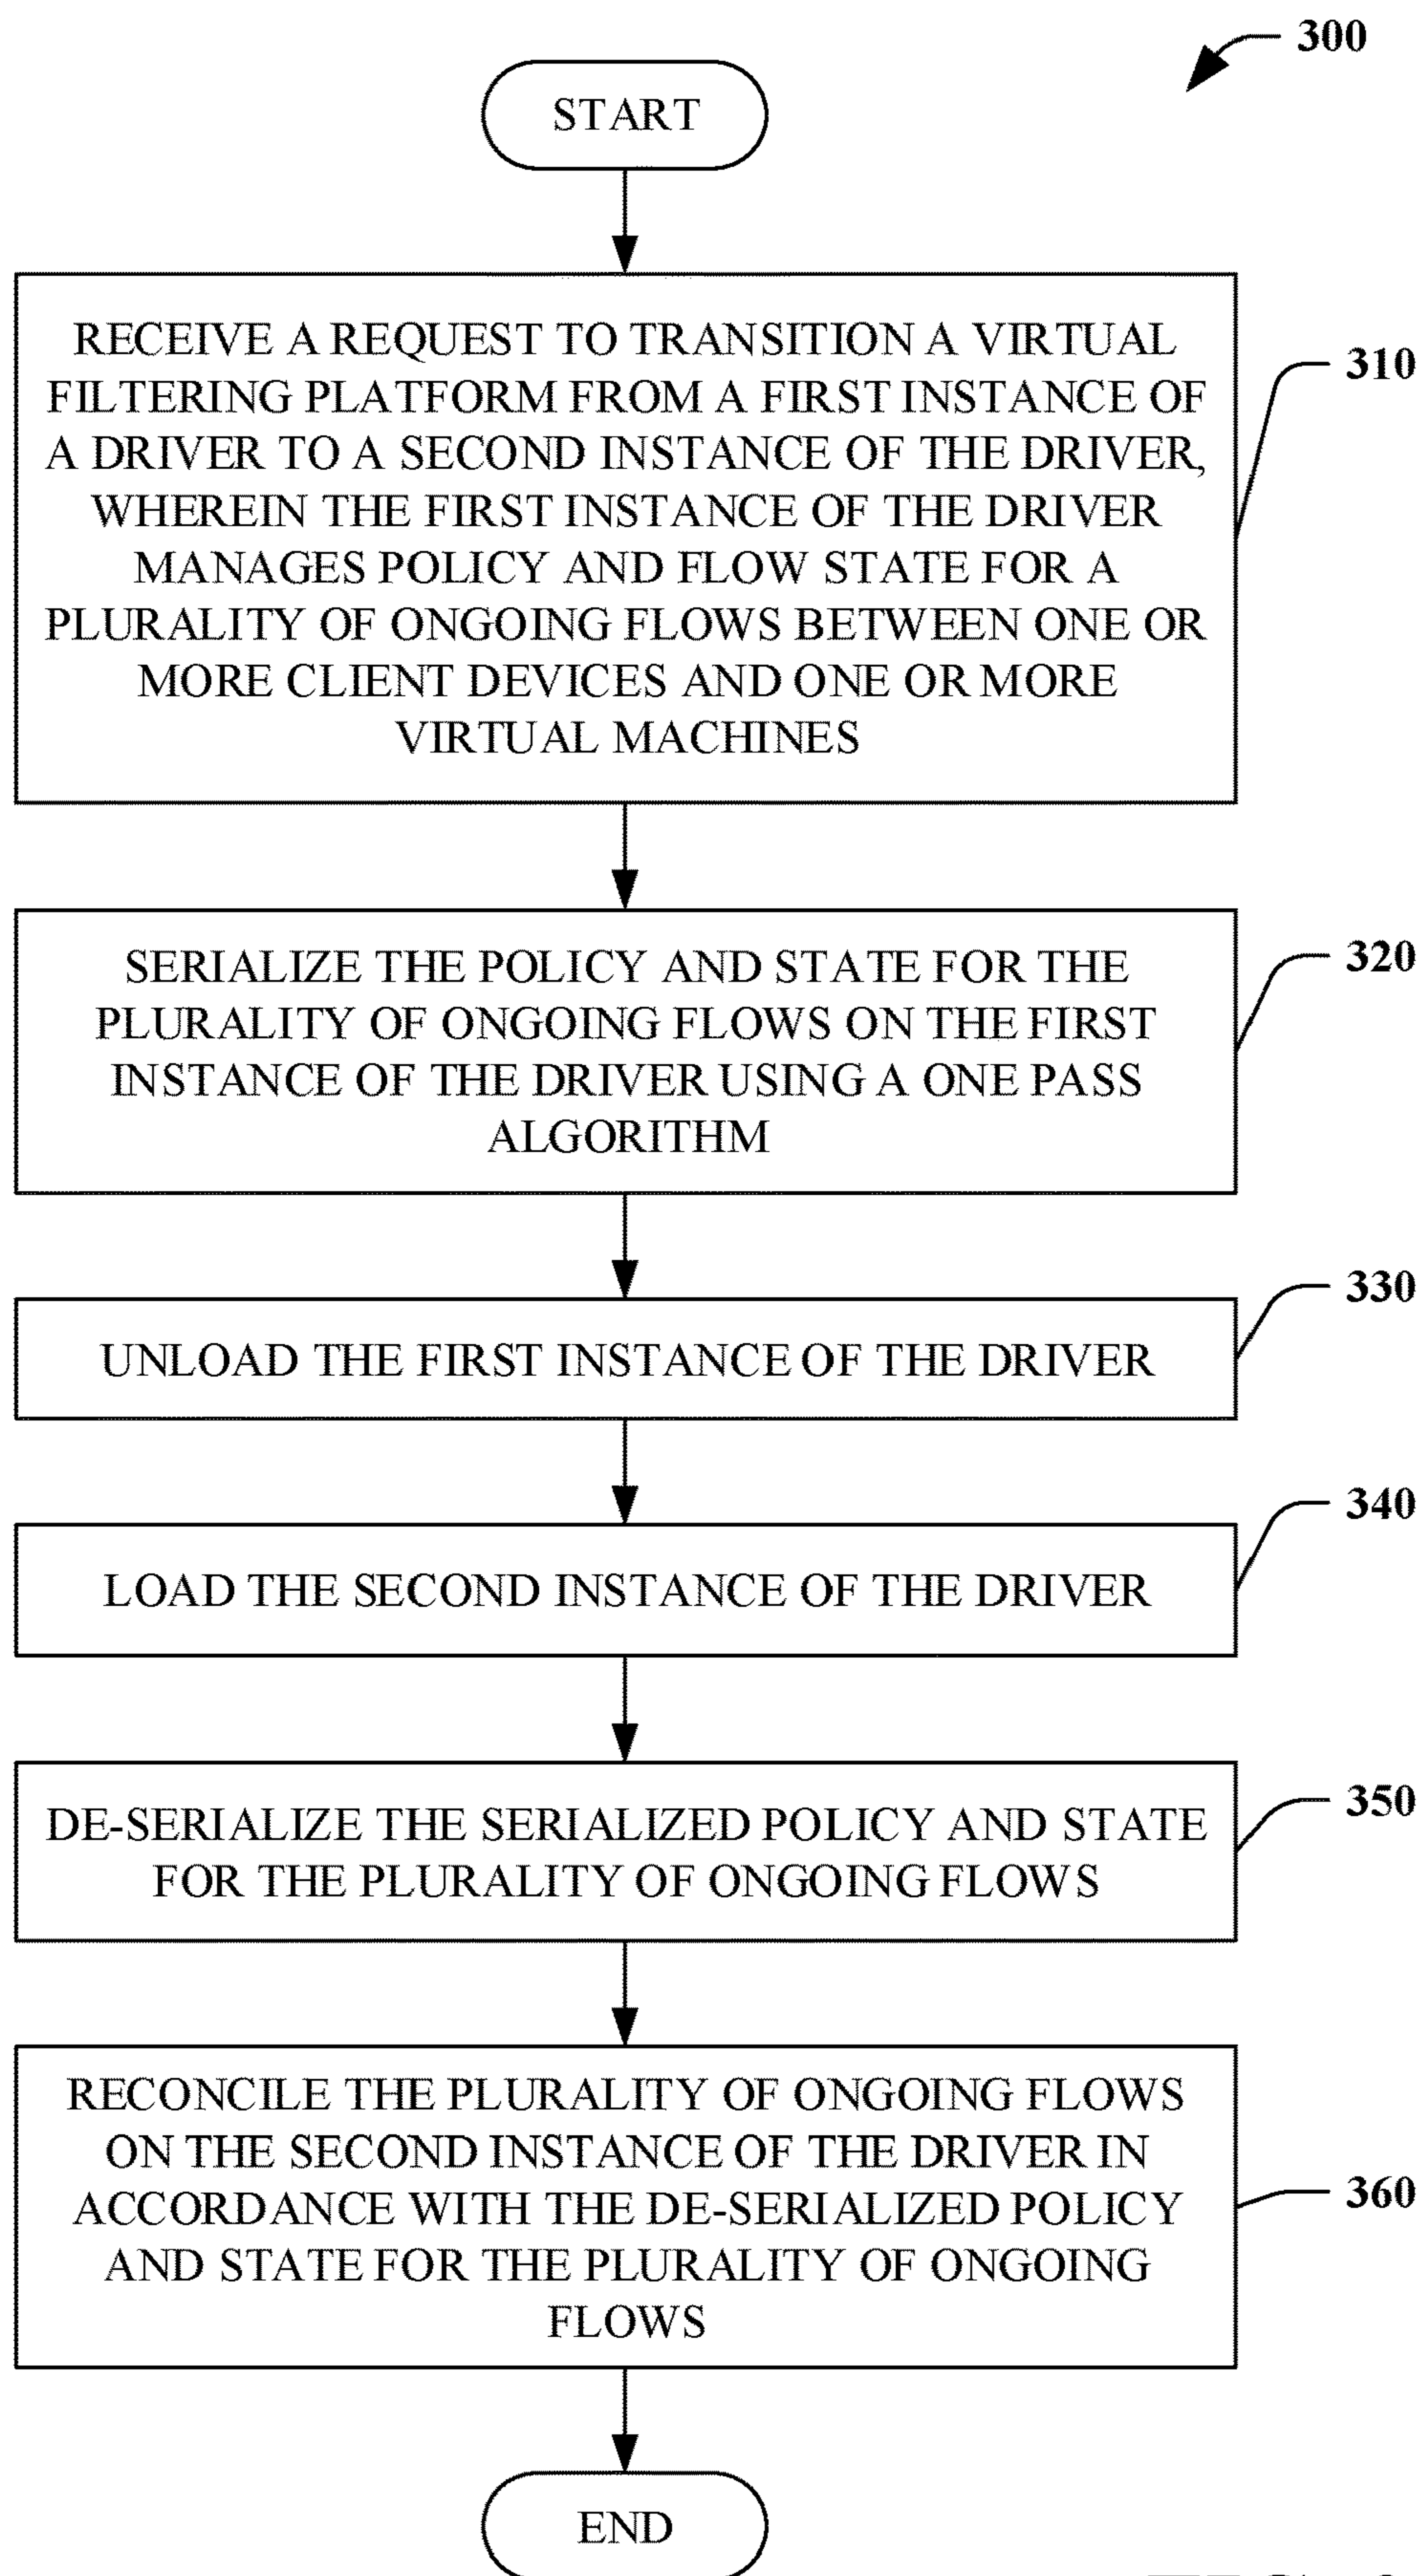 300
START
RECEIVE A REQUEST TO TRANSITION A VIRTUAL
FILTERING PLATFORM FROM A FIRST INSTANCE OF
A DRIVER TO A SECOND INSTANCE OF THE DRIVER,
WHEREIN THE FIRST INSTANCE OF THE DRIVER
MANAGES POLICY AND FLOW STATE FOR A
PLURALITY OF ONGOING FLOWS BETWEEN ONE OR
MORE CLIENT DEVICES AND ONE OR MORE
VIRTUAL MACHINES
310
SERIALIZE THE POLICY AND STATE FOR THE
PLURALITY OF ONGOING FLOWS ON THE FIRST
INSTANCE OF THE DRIVER USING A ONE PASS
ALGORITHM
320
UNLOAD THE FIRST INSTANCE OF THE DRIVER
330
LOAD THE SECOND INSTANCE OF THE DRIVER
340
DE-SERIALIZE THE SERIALIZED POLICY AND STATE
FOR THE PLURALITY OF ONGOING FLOWS
350
RECONCILE THE PLURALITY OF ONGOING FLOWS
ON THE SECOND INSTANCE OF THE DRIVER IN
ACCORDANCE WITH THE DE-SERIALIZED POLICY
AND STATE FOR THE PLURALITY OF ONGOING
FLOWS
360
END